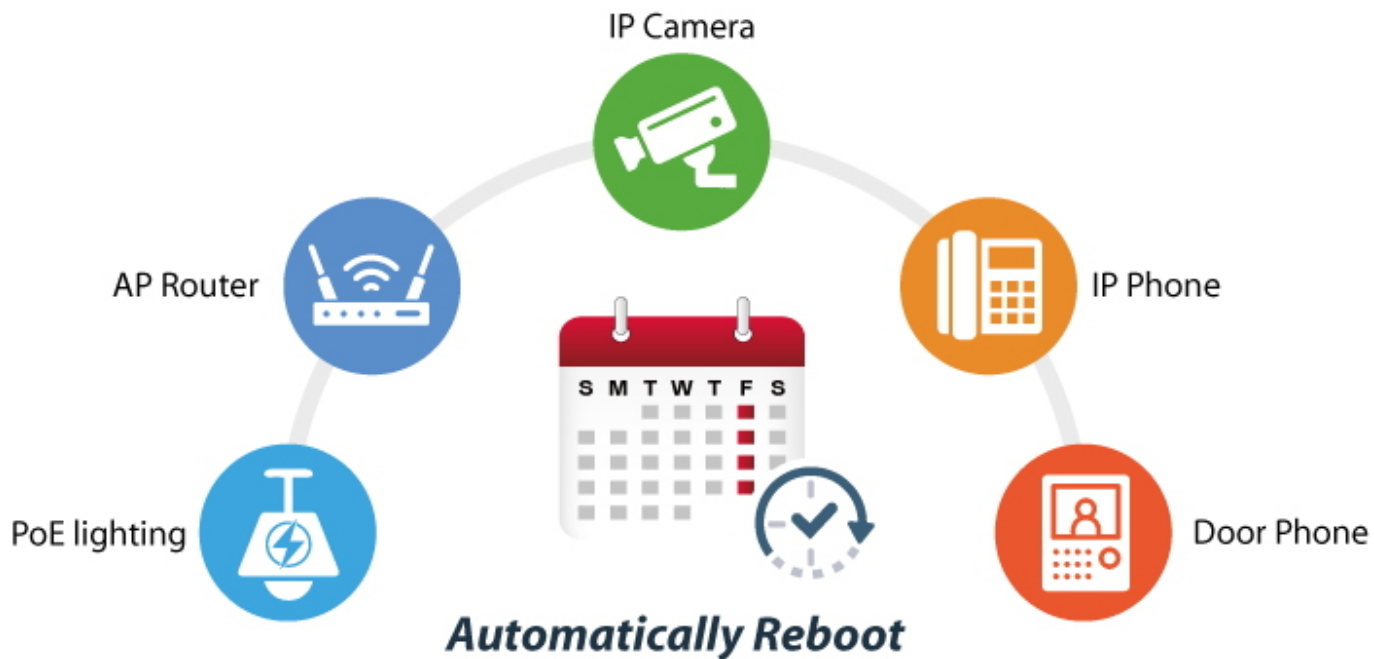 IP Camera
AP Router
IP Phone
S M T W T F S
PoE lighting
Door Phone
Automatically Reboot